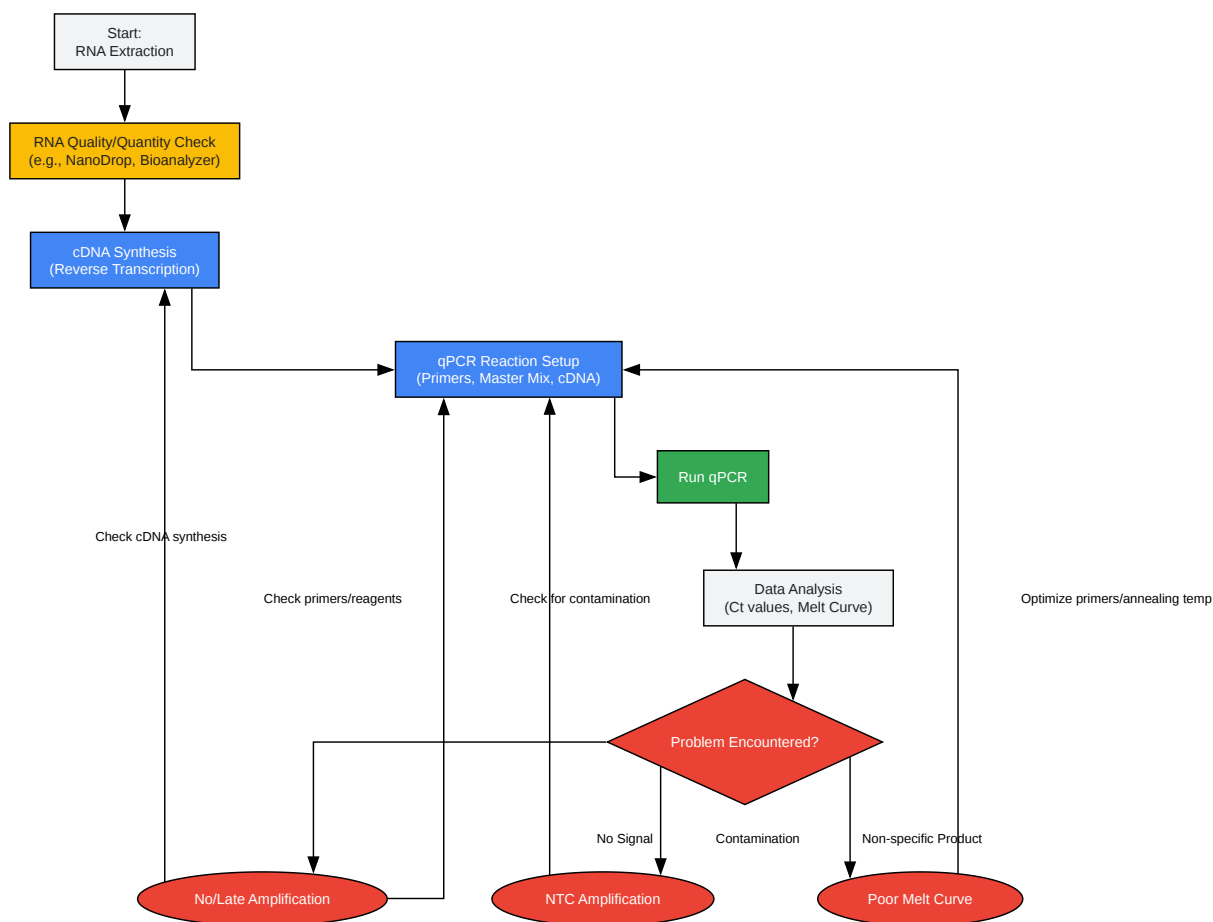 Start:
RNA Extraction
RNA Quality/Quantity Check
(e.g., NanoDrop, Bioanalyzer)
cDNA Synthesis
(Reverse Transcription)
qPCR Reaction Setup
(Primers, Master Mix, cDNA)
Run qPCR
Check cDNA synthesis
Data Analysis
(Ct values, Melt Curve)
Check primers/reagents
Check for contamination
Optimize primers/annealing temp
Problem Encountered?
No Signal
Contamination
Non-specific Product
No/Late Amplification
NTC Amplification
Poor Melt Curve